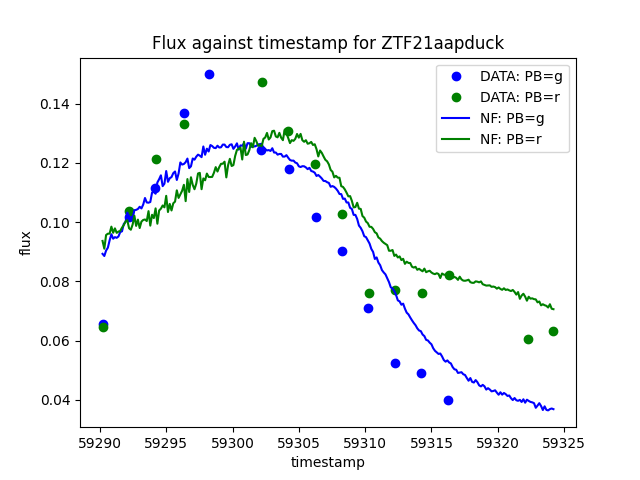 Flux against timestamp for ZTF21aapduck
DATA: PB=g
DATA: PB=r
NF: PB=g
NF: PB=r
0.14
0.12
0.10
0.08
0.06
0.04
flux
59290 59295 59300 59305 59310 59315 59320 59325
timestamp